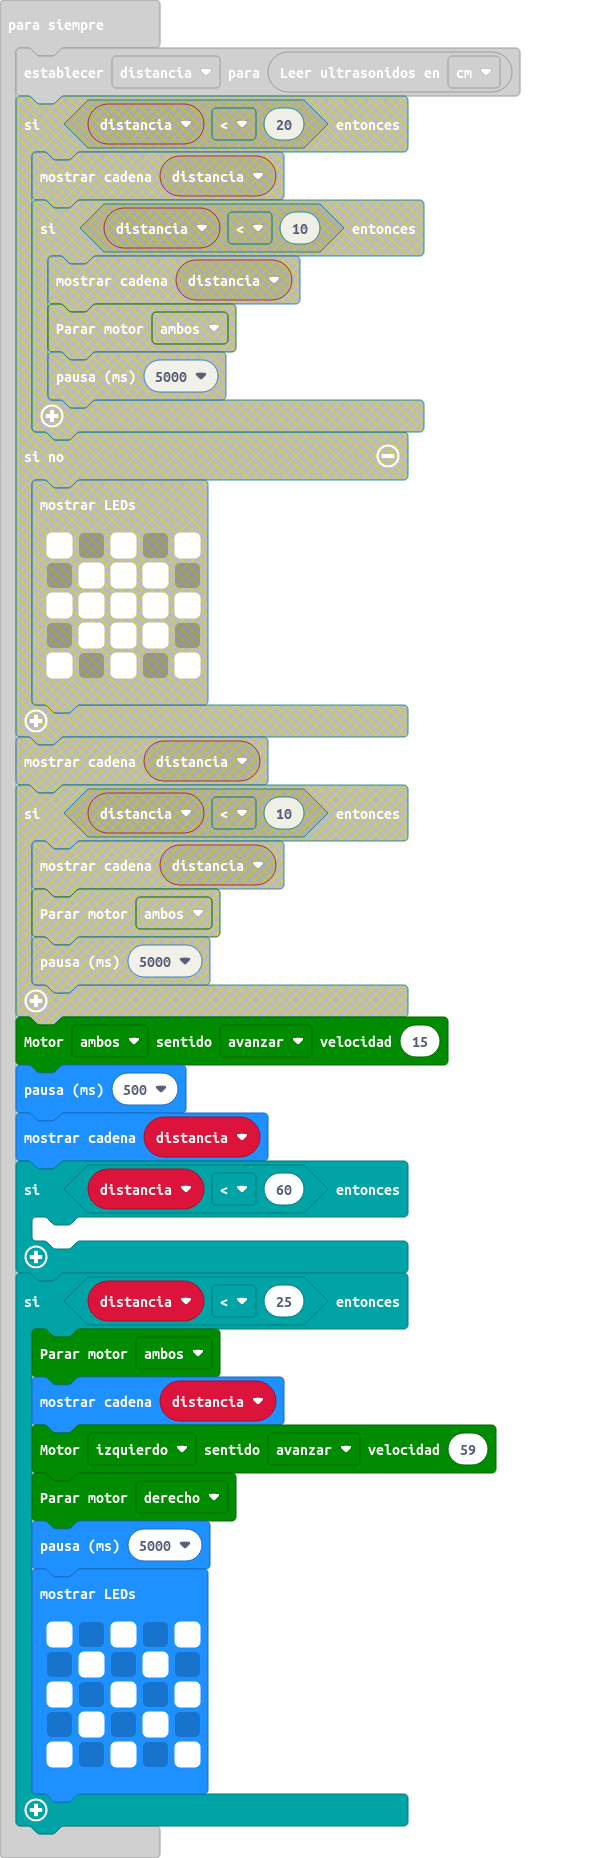 para siempre
establecer distancia para Leer ultrasonidos en cm
si distancia < 20 entonces
mostrar cadena distancia
si distancia < 10 entonces
mostrar cadena distancia
Parar motor ambos
pausa (ms) 5000
si no
mostrar LEDs
mostrar cadena distancia
si distancia < 10 entonces
mostrar cadena distancia
Parar motor ambos
pausa (ms) 5000
Motor ambos sentido avanzar velocidad 15
pausa (ms) 500
mostrar cadena distancia
si distancia < 60 entonces
si distancia < 25 entonces
Parar motor ambos
mostrar cadena distancia
Motor izquierdo sentido avanzar velocidad 59
Parar motor derecho
pausa (ms) 5000
mostrar LEDs